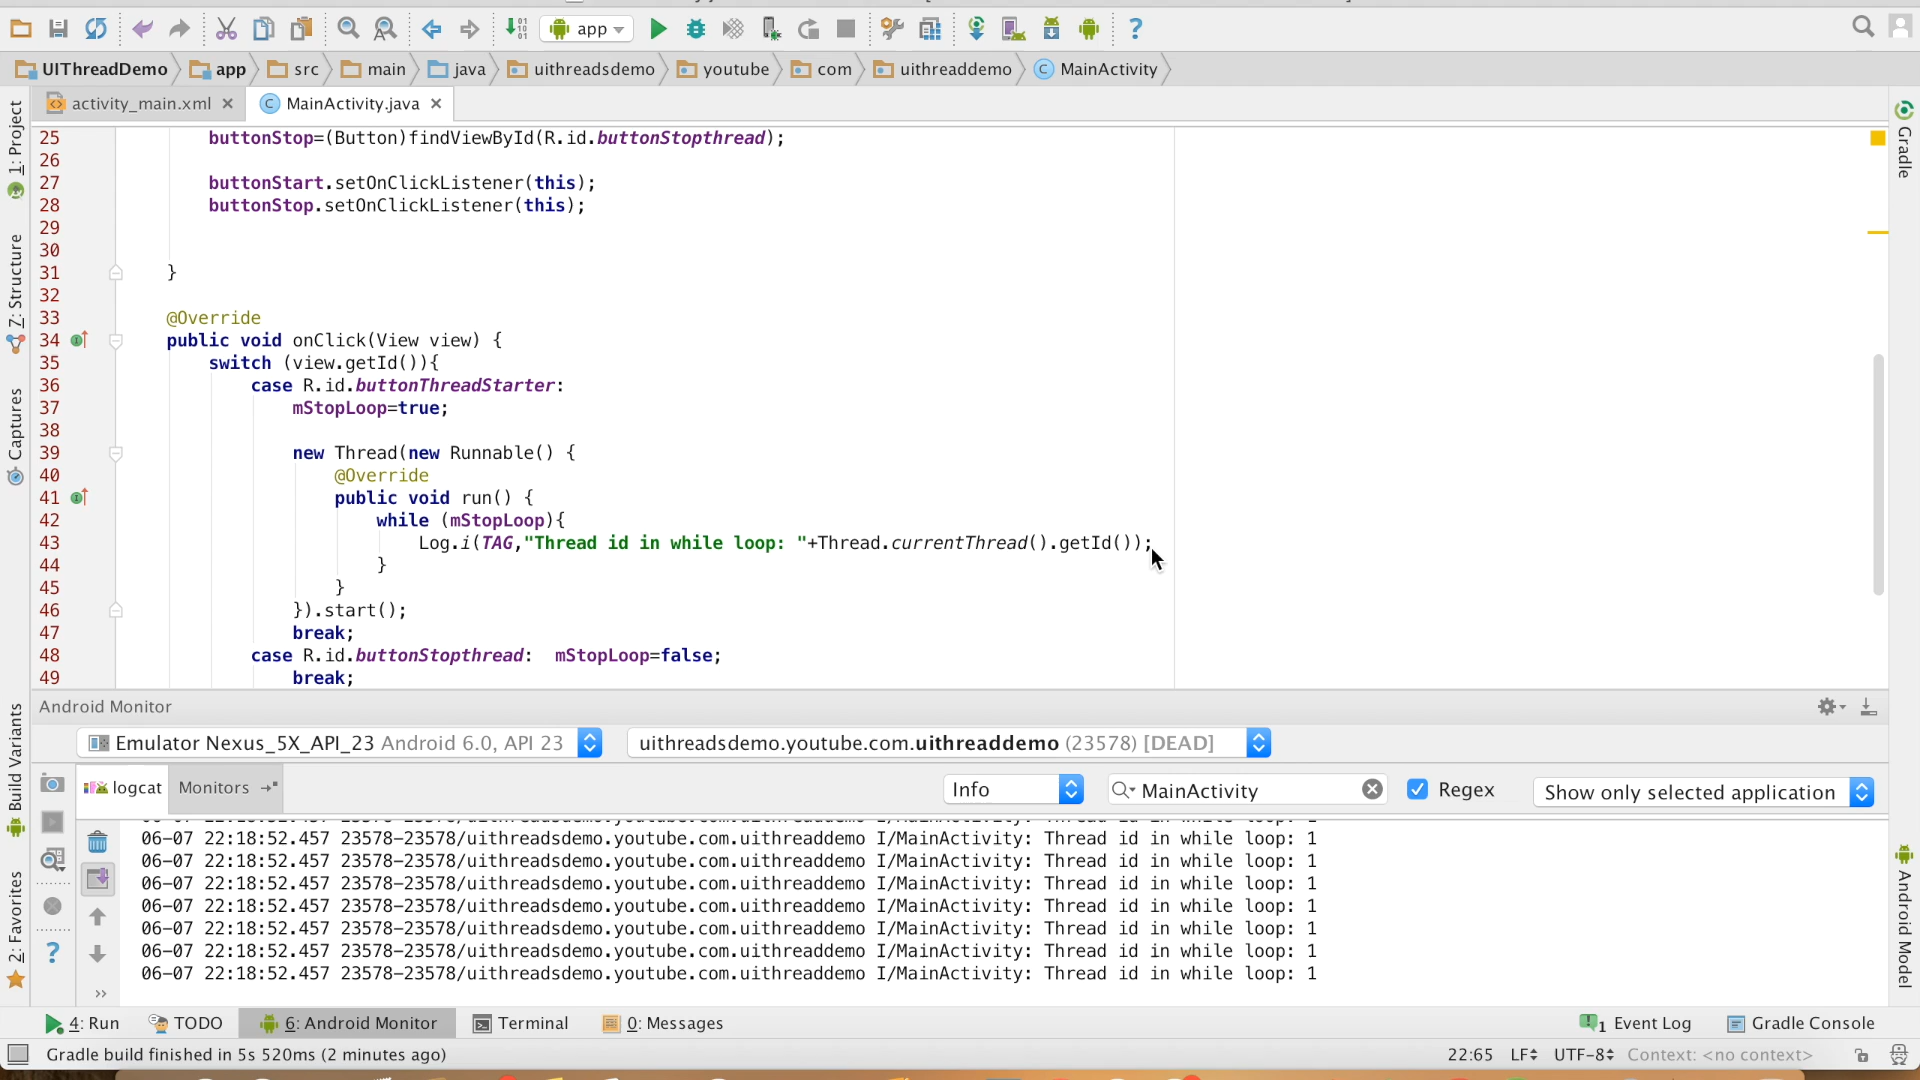 app
UIThreadDemo app src main java uithreadsdemo youtube com uithreaddemo MainActivity
activity_main.xml MainActivity.java
1: Project
Z: Structure
Captures
Build Variants
2: Favorites
Gradle
Android Model
25 buttonStop=(Button)findViewById(R.id.buttonStopthread);
26
27 buttonStart.setOnClickListener(this);
28 buttonStop.setOnClickListener(this);
29
30
31 }
32
33 @Override
34 public void onClick(View view) {
35 switch (view.getId()){
36 case R.id.buttonThreadStarter:
37 mStopLoop=true;
38
39 new Thread(new Runnable() {
40 @Override
41 public void run() {
42 while (mStopLoop){
43 Log.i(TAG,"Thread id in while loop: "+Thread.currentThread().getId());
44 }
45 }
46 }).start();
47 break;
48 case R.id.buttonStopthread: mStopLoop=false;
49 break;
Android Monitor
Emulator Nexus_5X_API_23 Android 6.0, API 23 uithreadsdemo.youtube.com.uithreaddemo (23578) [DEAD]
logcat Monitors Info MainActivity Regex Show only selected application
06-07 22:18:52.457 23578-23578/uithreadsdemo.youtube.com.uithreaddemo I/MainActivity: Thread id in while loop: 1
06-07 22:18:52.457 23578-23578/uithreadsdemo.youtube.com.uithreaddemo I/MainActivity: Thread id in while loop: 1
06-07 22:18:52.457 23578-23578/uithreadsdemo.youtube.com.uithreaddemo I/MainActivity: Thread id in while loop: 1
06-07 22:18:52.457 23578-23578/uithreadsdemo.youtube.com.uithreaddemo I/MainActivity: Thread id in while loop: 1
06-07 22:18:52.457 23578-23578/uithreadsdemo.youtube.com.uithreaddemo I/MainActivity: Thread id in while loop: 1
06-07 22:18:52.457 23578-23578/uithreadsdemo.youtube.com.uithreaddemo I/MainActivity: Thread id in while loop: 1
06-07 22:18:52.457 23578-23578/uithreadsdemo.youtube.com.uithreaddemo I/MainActivity: Thread id in while loop: 1
4: Run TODO 6: Android Monitor Terminal 0: Messages 1 Event Log Gradle Console
Gradle build finished in 5s 520ms (2 minutes ago) 22:65 LF UTF-8 Context: <no context>